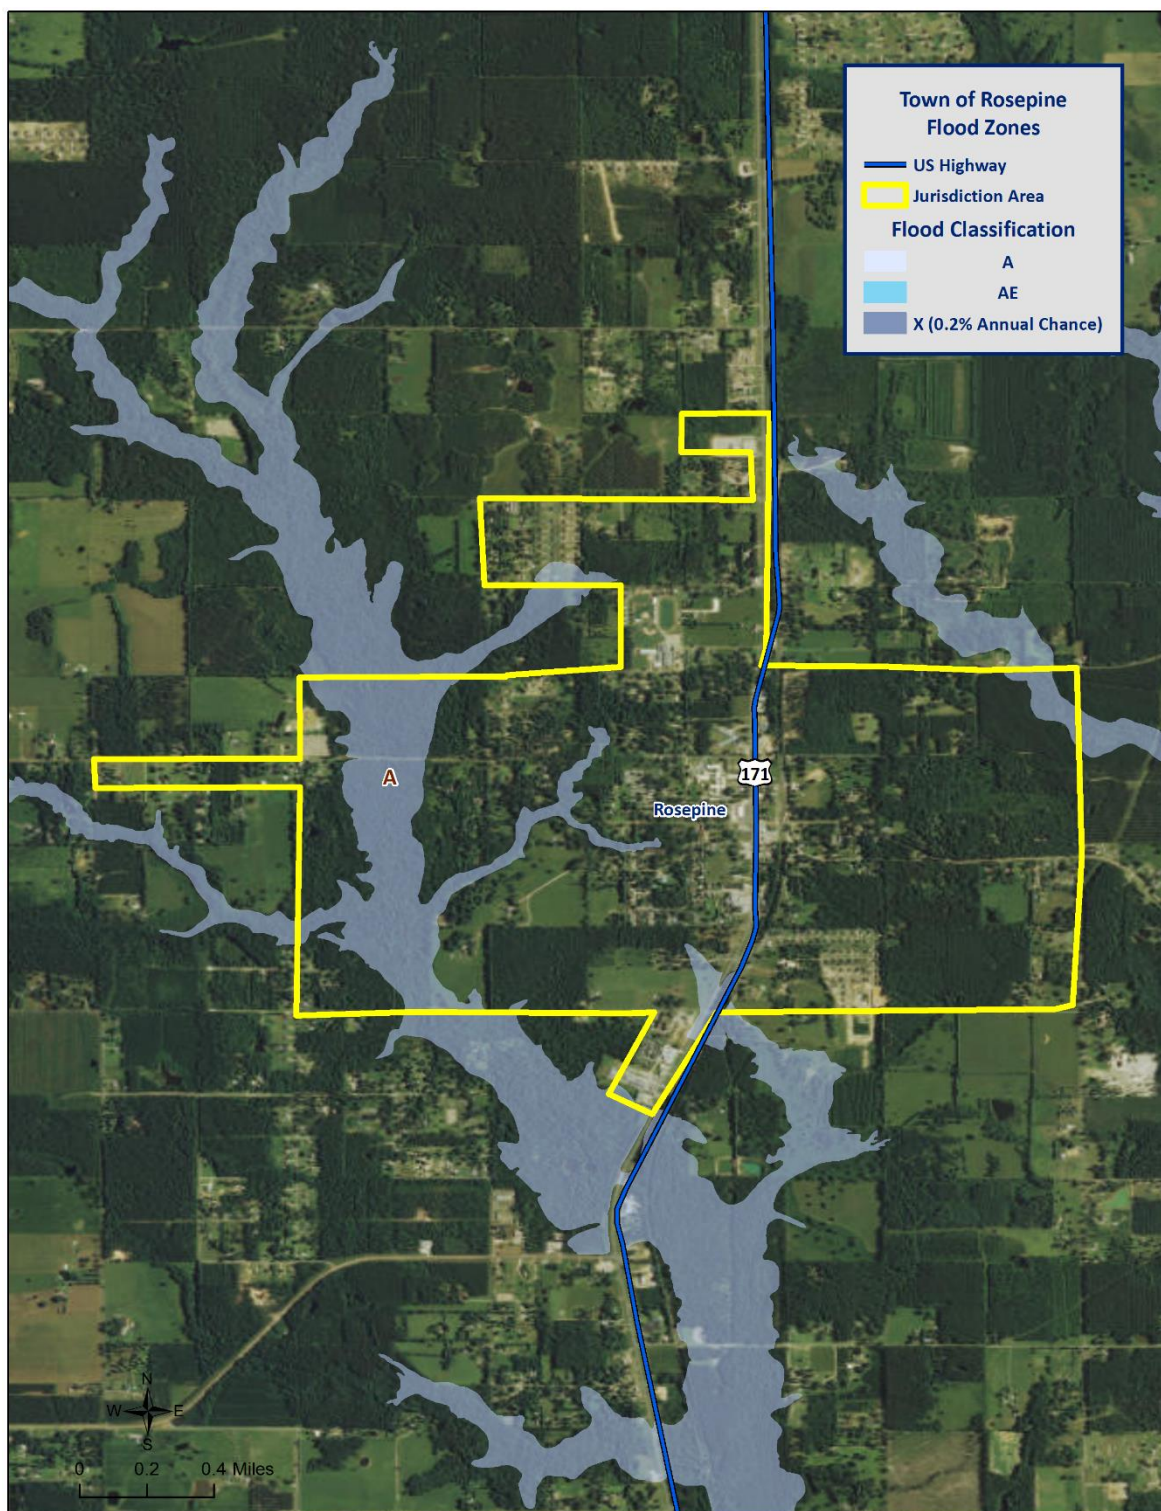 Town of Rosepine
Flood Zones
US Highway
Jurisdiction Area
Flood Classification
A
AE
X (0.2% Annual Chance)
A
171
Rosepine
N
W E
S
0 0.2 0.4 Miles